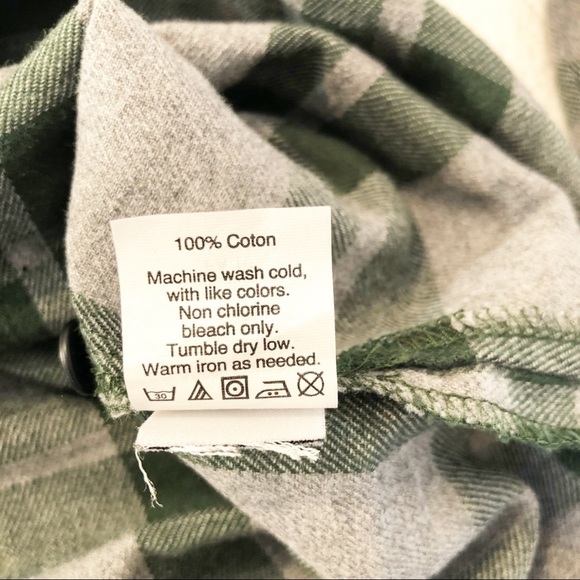 100% Coton
Machine wash cold,
with like colors.
Non chlorine
bleach only.
Tumble dry low.
Warm iron as needed.
30